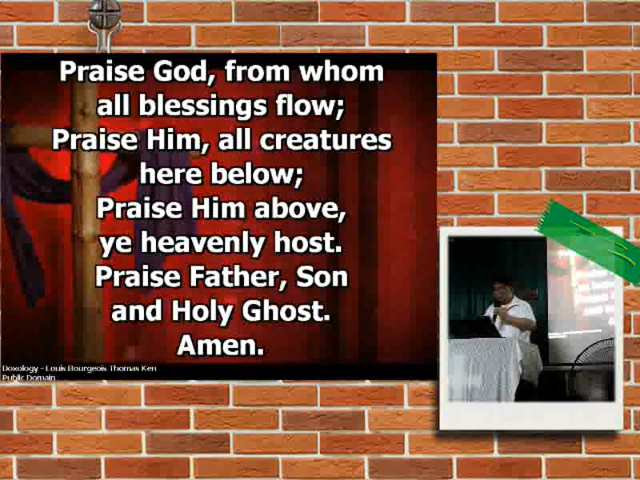 Praise God, from whom
all blessings flow;
Praise Him, all creatures
here below;
Praise Him above,
ye heavenly host.
Praise Father, Son
and Holy Ghost.
Amen.
Doxology - Louis Bourgeois Thomas Ken
Public Domain